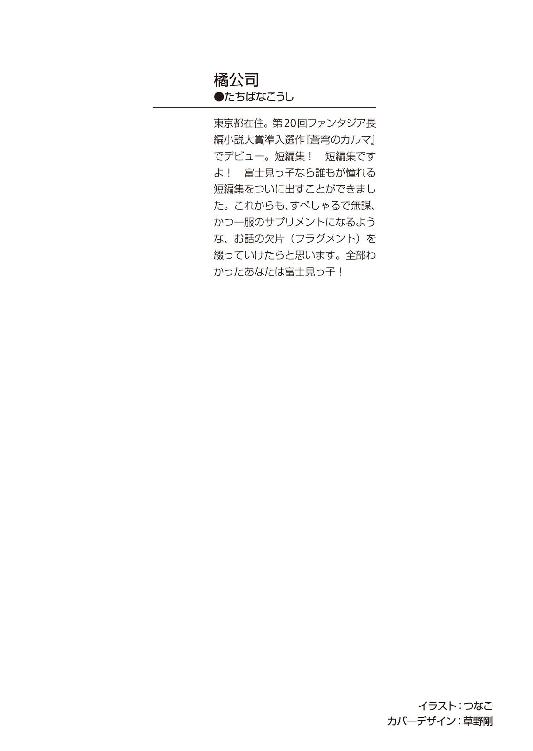 橘公司
●たちばなこうし
東京都在住。第20回ファンタジア長
編小説大賞準入選作『蒼穹のカルマ』
でデビュー。短編集！　短編集です
よ！　富士見っ子なら誰もが憧れる
短編集をついに出すことができまし
た。これからも、すぺしゃるで無謀、
かつ一服のサプリメントになるよう
な、お話の欠片（フラグメント）を
綴っていけたらと思います。全部わ
かったあなたは富士見っ子！
イラスト：つなこ
カバーデザイン：草野剛